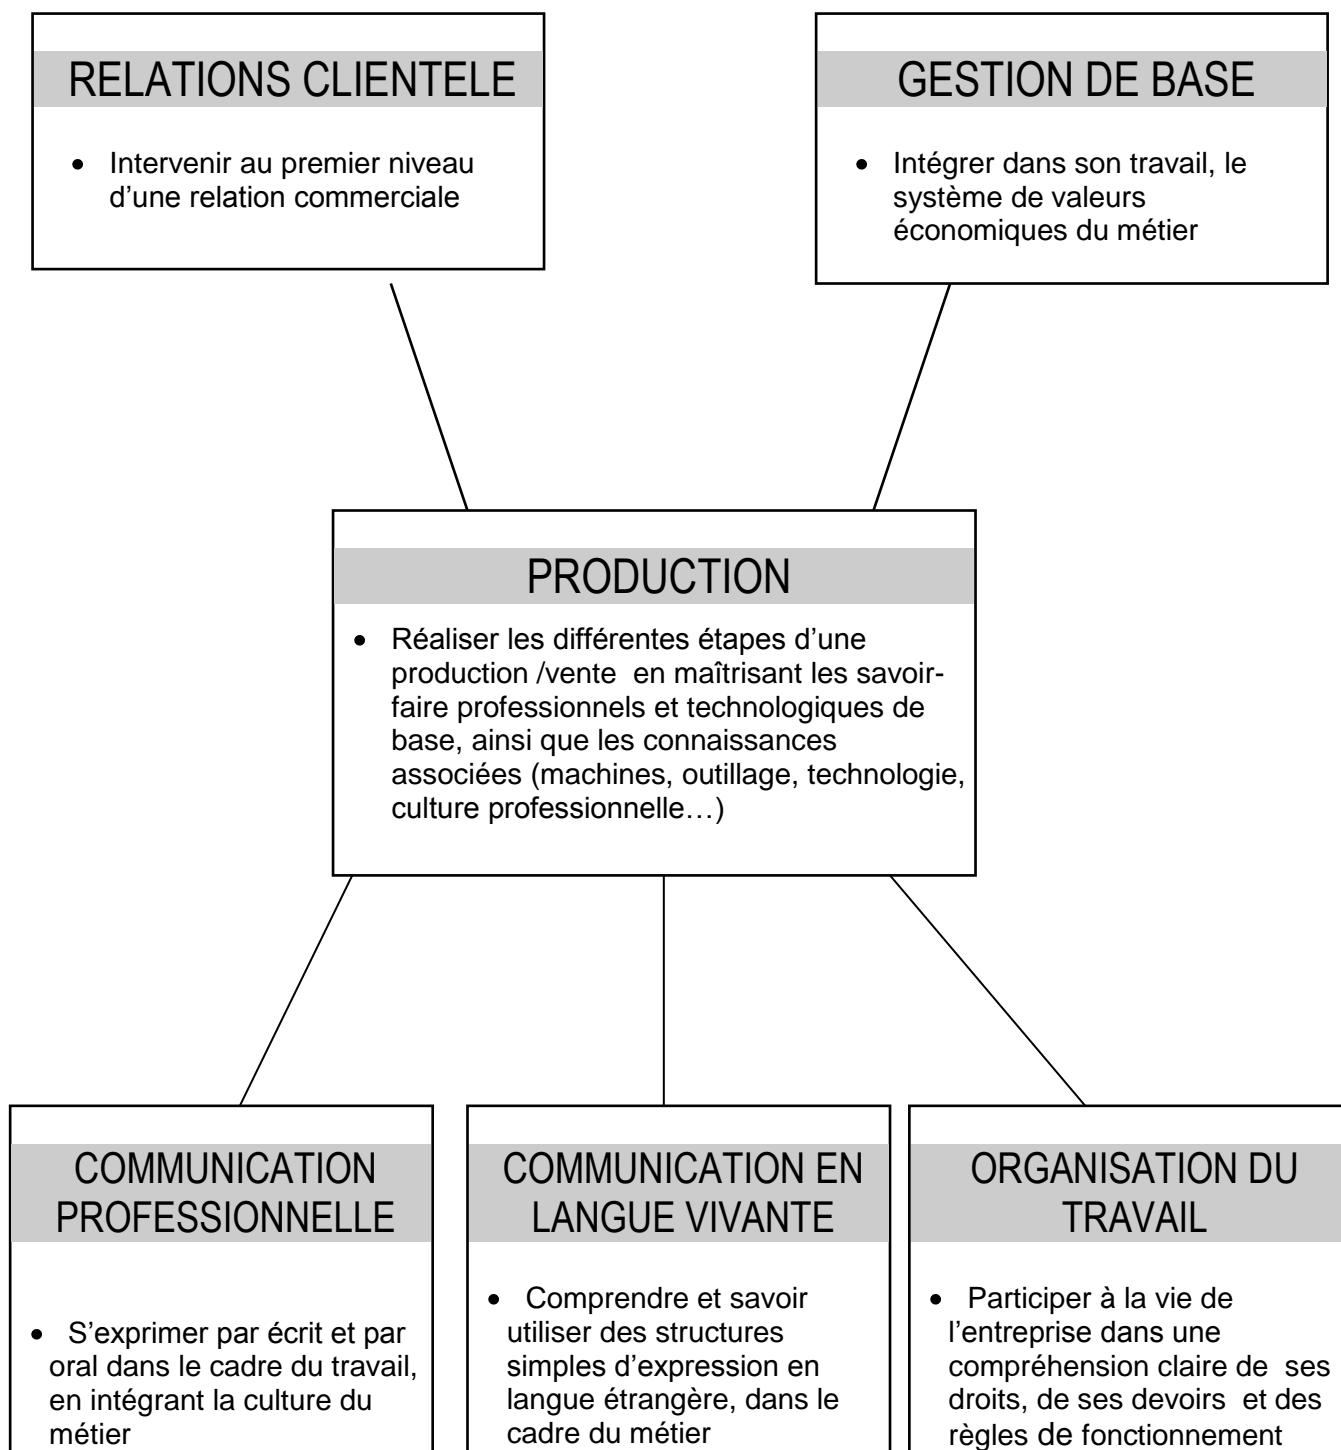 RELATIONS CLIENTELE
• Intervenir au premier niveau
d’une relation commerciale
GESTION DE BASE
• Intégrer dans son travail, le
système de valeurs
économiques du métier
PRODUCTION
• Réaliser les différentes étapes d’une
production /vente en maîtrisant les savoir-
faire professionnels et technologiques de
base, ainsi que les connaissances
associées (machines, outillage, technologie,
culture professionnelle…)
COMMUNICATION
PROFESSIONNELLE
• S’exprimer par écrit et par
oral dans le cadre du travail,
en intégrant la culture du
métier
COMMUNICATION EN
LANGUE VIVANTE
• Comprendre et savoir
utiliser des structures
simples d’expression en
langue étrangère, dans le
cadre du métier
ORGANISATION DU
TRAVAIL
• Participer à la vie de
l’entreprise dans une
compréhension claire de ses
droits, de ses devoirs et des
règles de fonctionnement